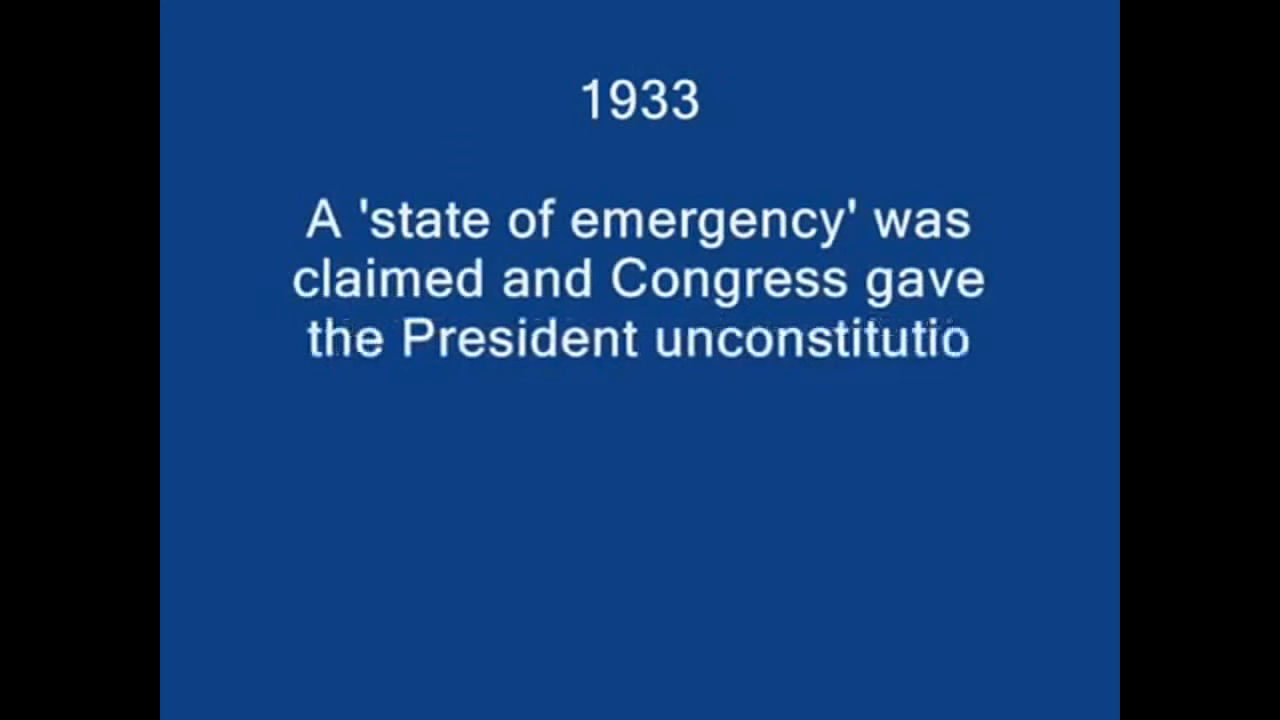 1933
A 'state of emergency' was
claimed and Congress gave
the President unconstitutio